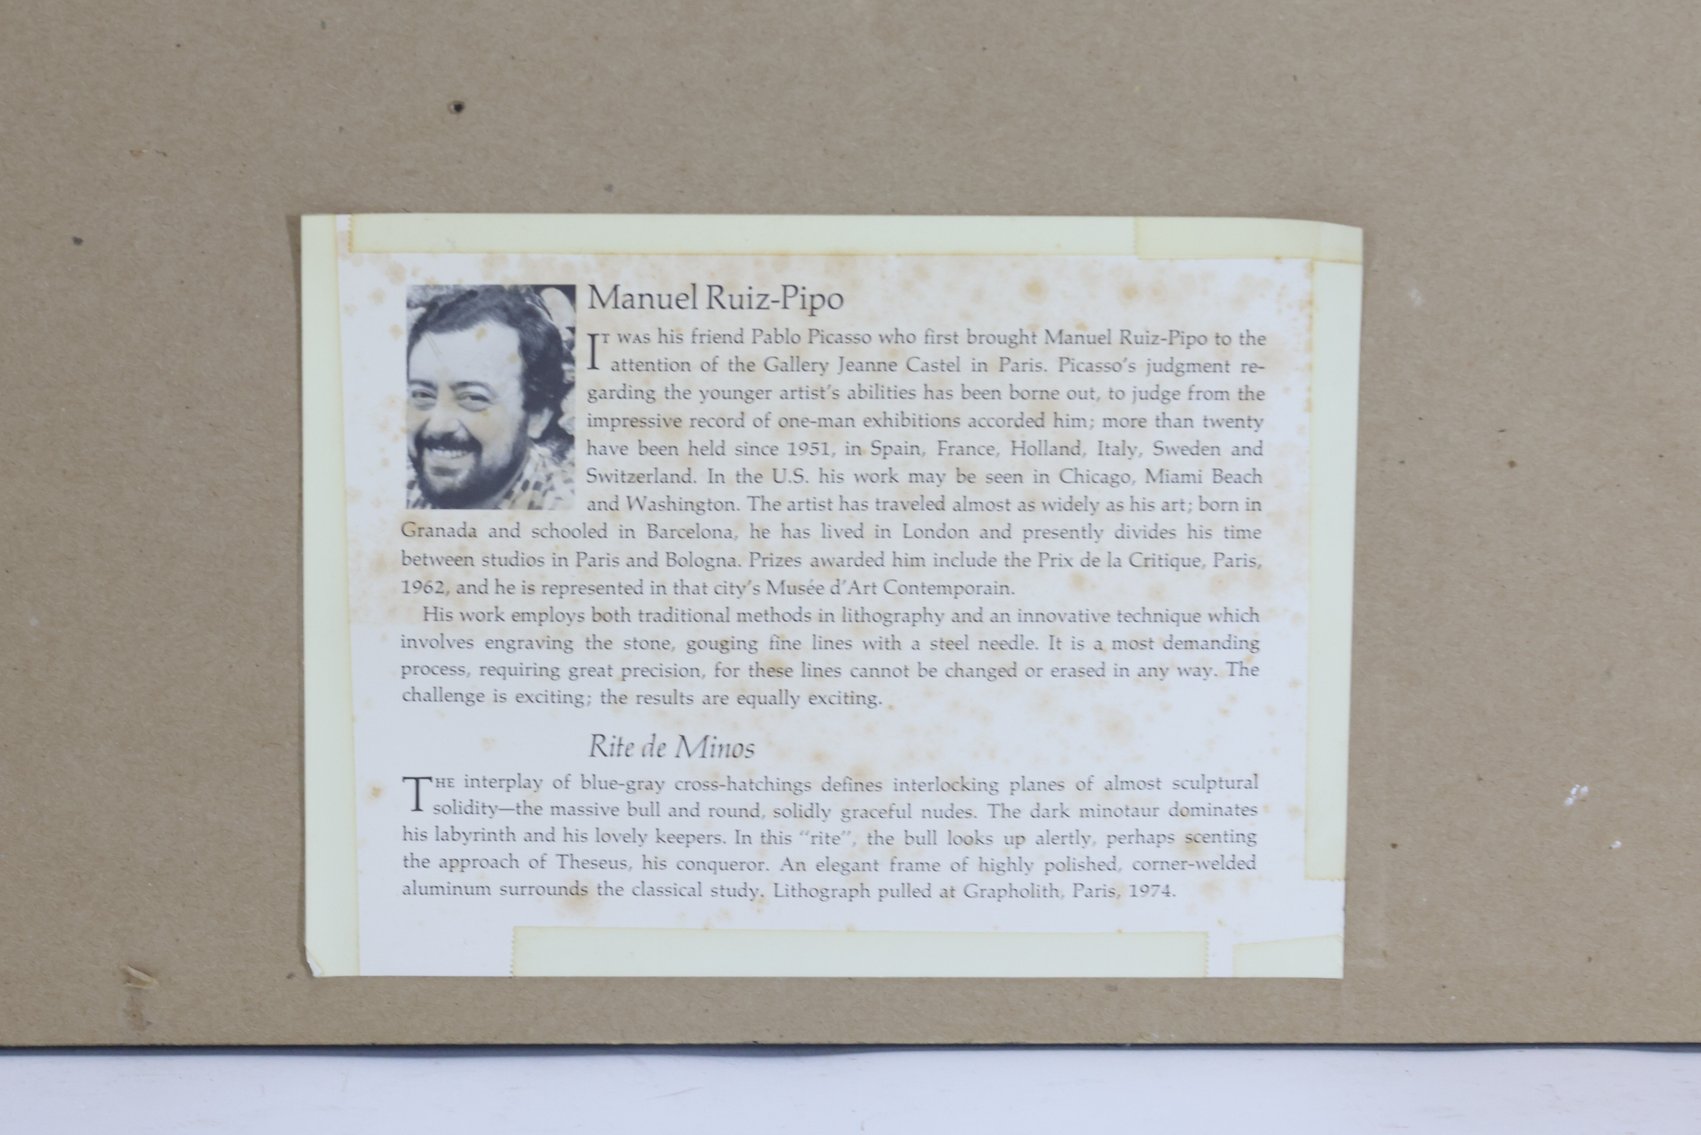 Manuel Ruiz-Pipo
IT WAS his friend Pablo Picasso who first brought Manuel Ruiz-Pipo to the
attention of the Gallery Jeanne Castel in Paris. Picasso's judgment re-
garding the younger artist's abilities has been borne out, to judge from the
impressive record of one-man exhibitions accorded him; more than twenty
have been held since 1951, in Spain, France, Holland, Italy, Sweden and
Switzerland. In the U.S. his work may be seen in Chicago, Miami Beach
and Washington. The artist has traveled almost as widely as his art; born in
Granada and schooled in Barcelona, he has lived in London and presently divides his time
between studios in Paris and Bologna. Prizes awarded him include the Prix de la Critique, Paris,
1962, and he is represented in that city's Musée d'Art Contemporain.
His work employs both traditional methods in lithography and an innovative technique which
involves engraving the stone, gouging fine lines with a steel needle. It is a most demanding
process, requiring great precision, for these lines cannot be changed or erased in any way. The
challenge is exciting; the results are equally exciting.
Rite de Minos
THE interplay of blue-gray cross-hatchings defines interlocking planes of almost sculptural
solidity—the massive bull and round, solidly graceful nudes. The dark minotaur dominates
his labyrinth and his lovely keepers. In this "rite", the bull looks up alertly, perhaps scenting
the approach of Theseus, his conqueror. An elegant frame of highly polished, corner-welded
aluminum surrounds the classical study. Lithograph pulled at Grapholith, Paris, 1974.